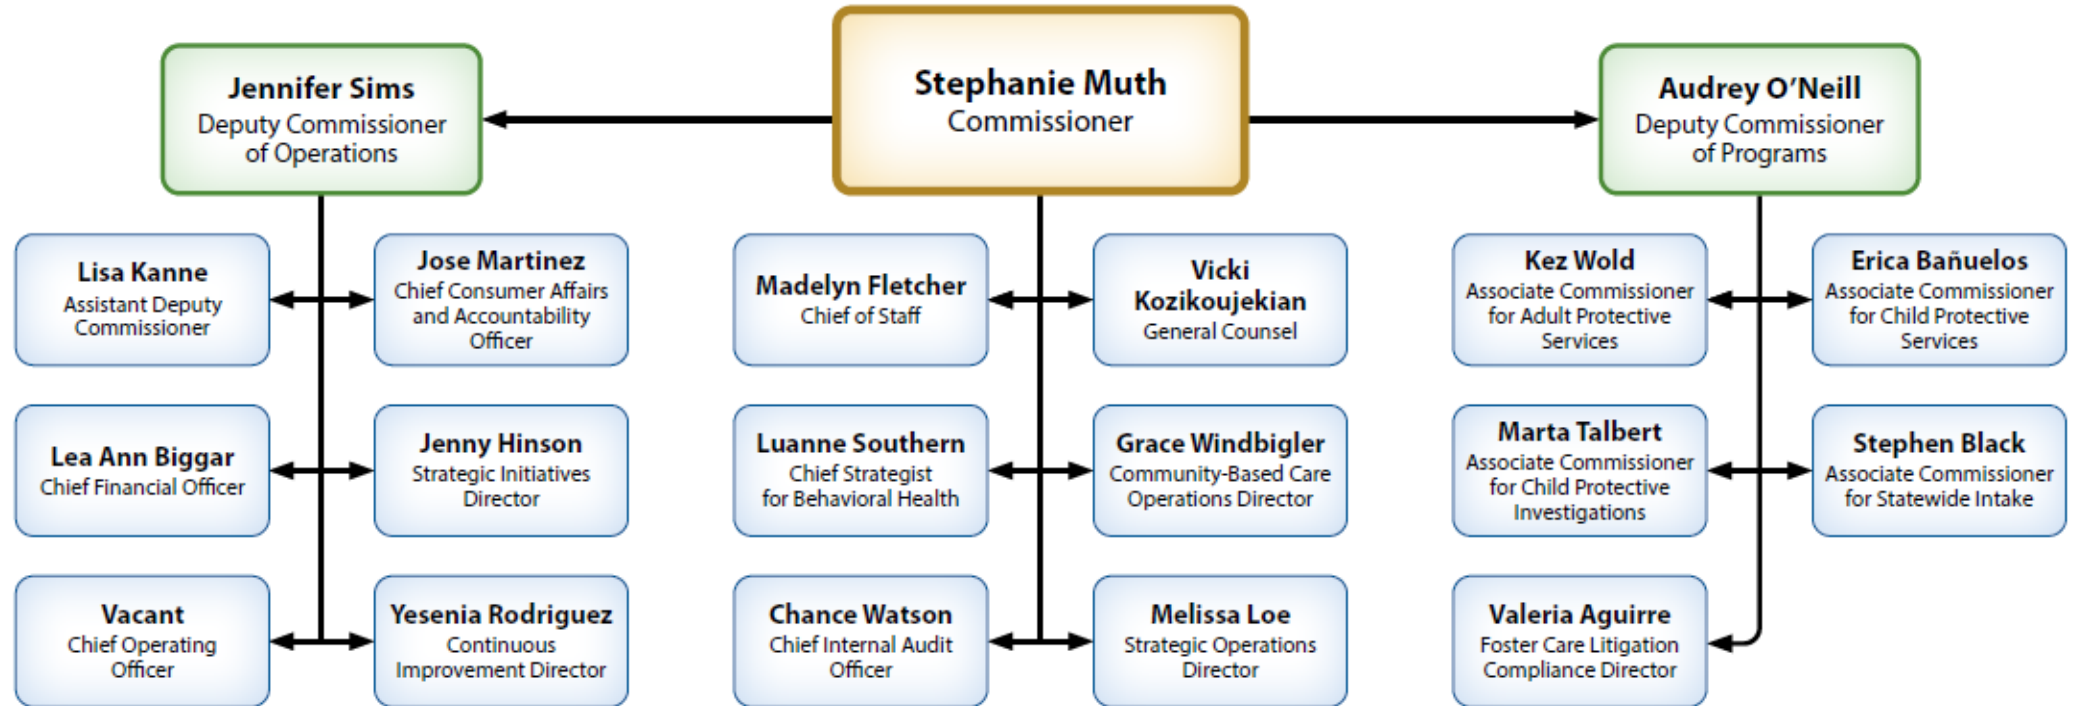 Jennifer Sims
Deputy Commissioner
of Operations
Stephanie Muth
Commissioner
Audrey O’Neill
Deputy Commissioner
of Programs
Lisa Kanne
Assistant Deputy
Commissioner
Jose Martinez
Chief Consumer Affairs
and Accountability
Officer
Lea Ann Biggar
Chief Financial Officer
Jenny Hinson
Strategic Initiatives
Director
Vacant
Chief Operating
Officer
Yesenia Rodriguez
Continuous
Improvement Director
Madelyn Fletcher
Chief of Staff
Vicki
Kozikoujekian
General Counsel
Luanne Southern
Chief Strategist
for Behavioral Health
Grace Windbigler
Community-Based Care
Operations Director
Chance Watson
Chief Internal Audit
Officer
Melissa Loe
Strategic Operations
Director
Kez Wold
Associate Commissioner
for Adult Protective
Services
Erica Bañuelos
Associate Commissioner
for Child Protective
Services
Marta Talbert
Associate Commissioner
for Child Protective
Investigations
Stephen Black
Associate Commissioner
for Statewide Intake
Valeria Aguirre
Foster Care Litigation
Compliance Director